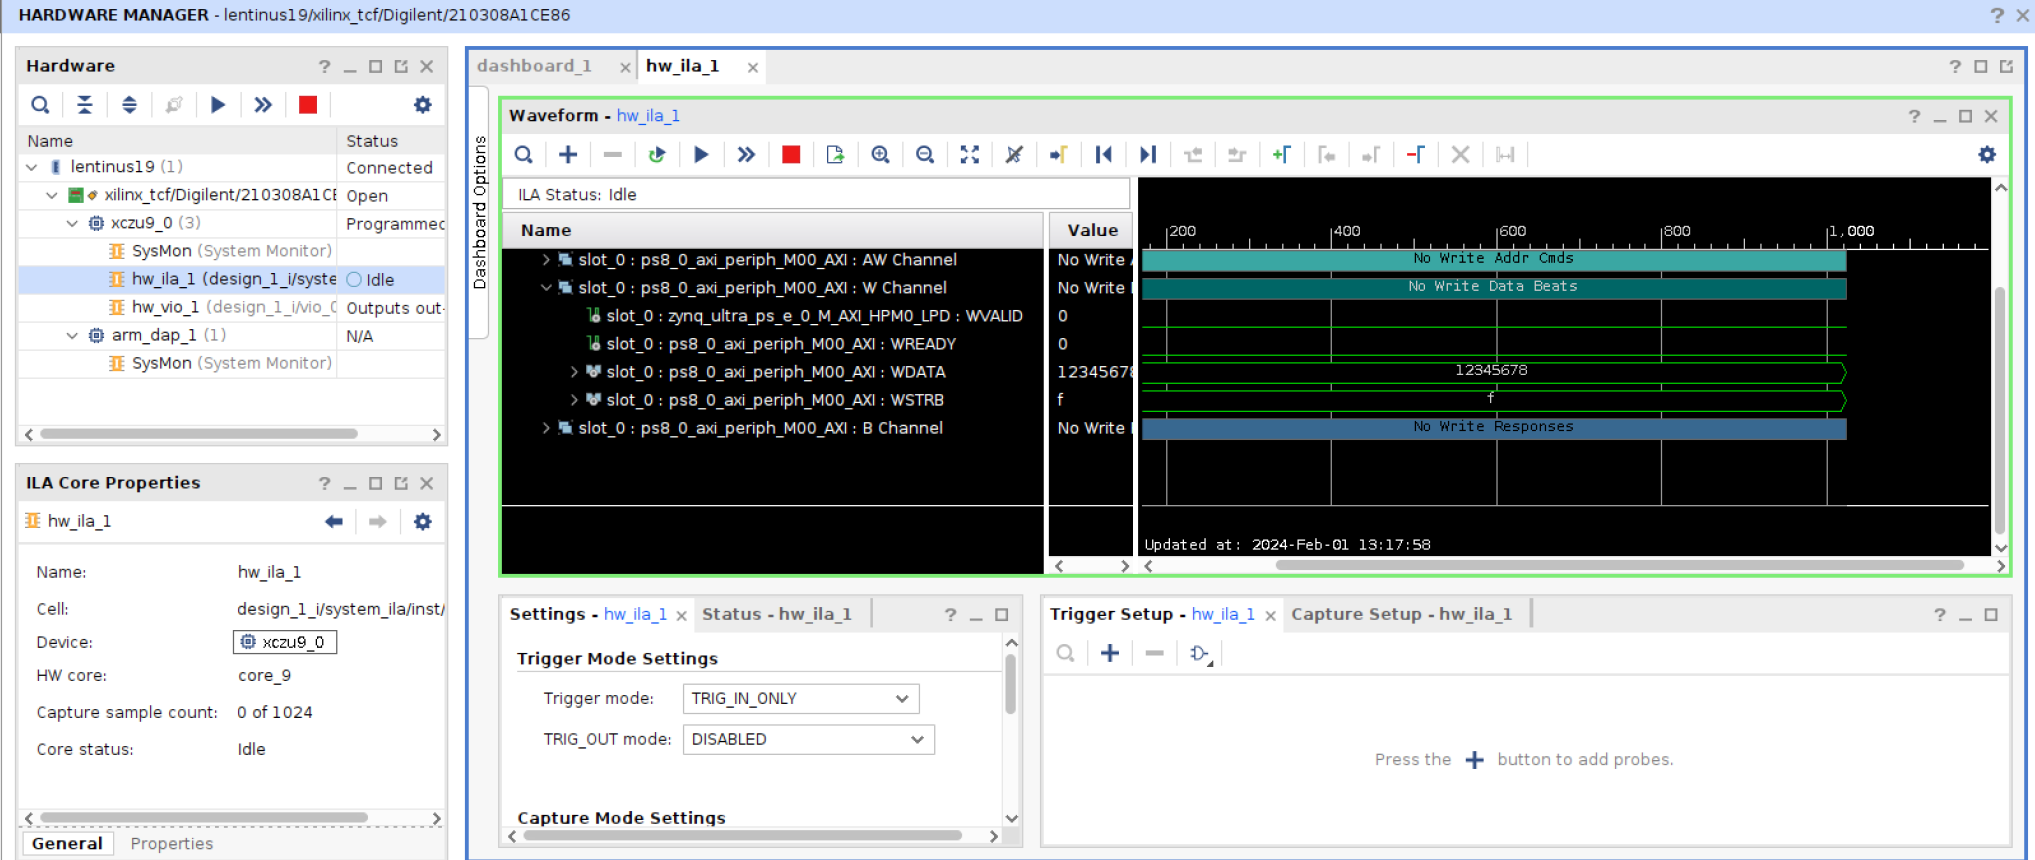 HARDWARE MANAGER - lentinus19/xilinx_tcf/Digilent/210308A1CE86
Hardware
Name Status
lentinus19 (1) Connected
xilinx_tcf/Digilent/210308A1CE Open
xczu9_0 (3) Programmed
SysMon (System Monitor)
hw_ila_1 (design_1_i/syste Idle
hw_vio_1 (design_1_i/vio_0 Outputs out-
arm_dap_1 (1) N/A
SysMon (System Monitor)
ILA Core Properties
hw_ila_1
Name: hw_ila_1
Cell: design_1_i/system_ila/inst/
Device: xczu9_0
HW core: core_9
Capture sample count: 0 of 1024
Core status: Idle
General Properties
dashboard_1 hw_ila_1
Dashboard Options
Waveform - hw_ila_1
ILA Status: Idle
Name Value
200 400 600 800 1,000
slot_0 : ps8_0_axi_periph_M00_AXI : AW Channel No Write No Write Addr Cmds
slot_0 : ps8_0_axi_periph_M00_AXI : W Channel No Write No Write Data Beats
slot_0 : zynq_ultra_ps_e_0_M_AXI_HPM0_LPD : WVALID 0
slot_0 : ps8_0_axi_periph_M00_AXI : WREADY 0
slot_0 : ps8_0_axi_periph_M00_AXI : WDATA 12345678 12345678
slot_0 : ps8_0_axi_periph_M00_AXI : WSTRB f f
slot_0 : ps8_0_axi_periph_M00_AXI : B Channel No Write No Write Responses
Updated at: 2024-Feb-01 13:17:58
Settings - hw_ila_1 Status - hw_ila_1
Trigger Mode Settings
Trigger mode: TRIG_IN_ONLY
TRIG_OUT mode: DISABLED
Capture Mode Settings
Trigger Setup - hw_ila_1 Capture Setup - hw_ila_1
Press the + button to add probes.